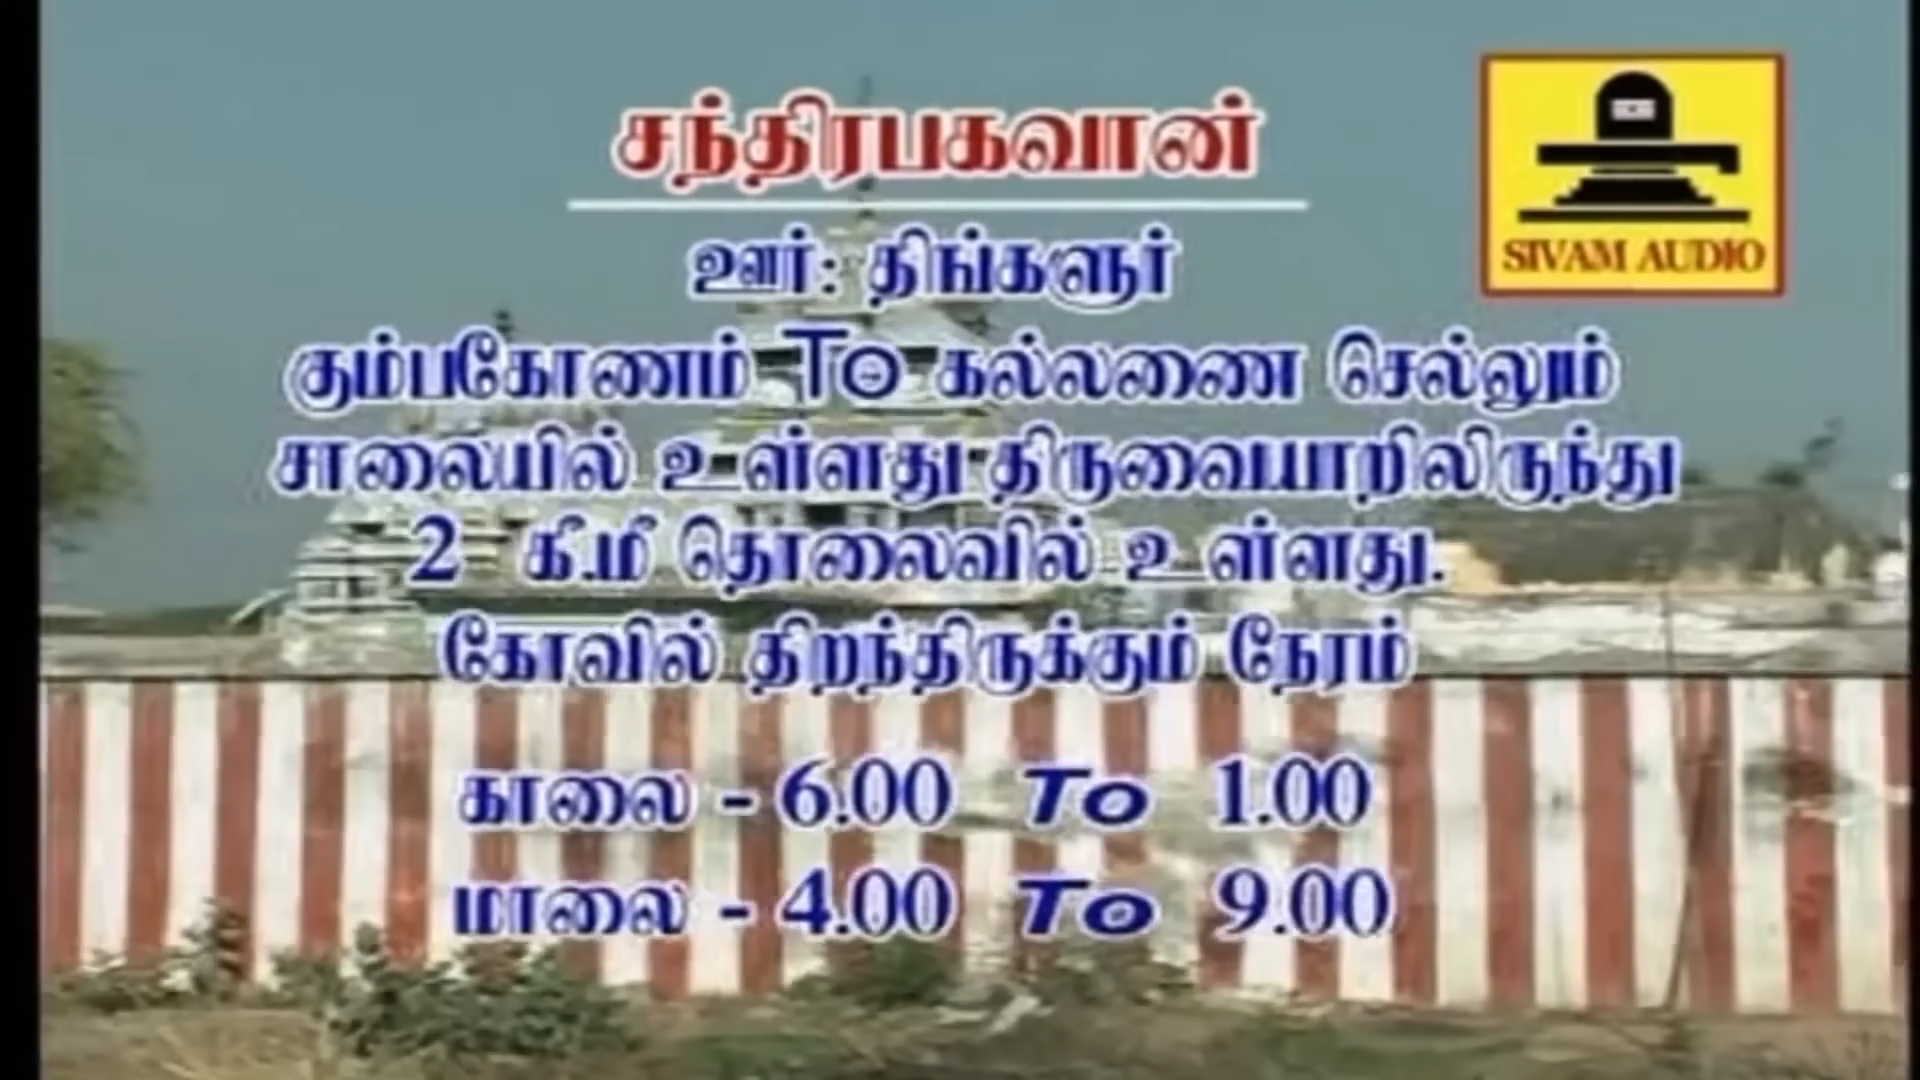 சந்திரபகவான்
SIVAM AUDIO
ஊர்: திங்களுர்
கும்பகோணம் To கல்லணை செல்லும்
சாலையில் உள்ளது திருவையாறிலிருந்து
2 கீ.மீ தொலைவில் உள்ளது.
கோவில் திறந்திருக்கும் நேரம்
காலை - 6.00 To 1.00
மாலை - 4.00 To 9.00